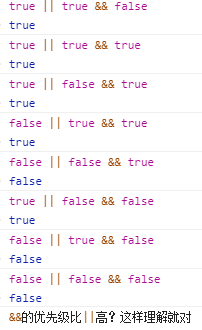 true || true && false
true
true || true && true
true
true || false && true
true
false || true && true
true
false || false && true
false
true || false && false
true
false || true && false
false
false || false && false
false
&&的优先级比||高？这样理解就对